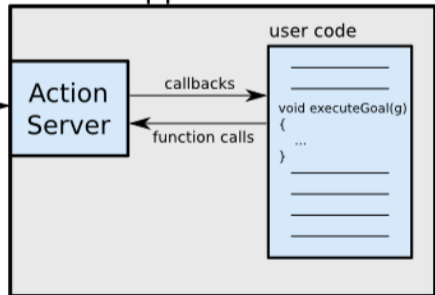 user code
Action
Server
callbacks
function calls
void executeGoal(g)
{
...
}